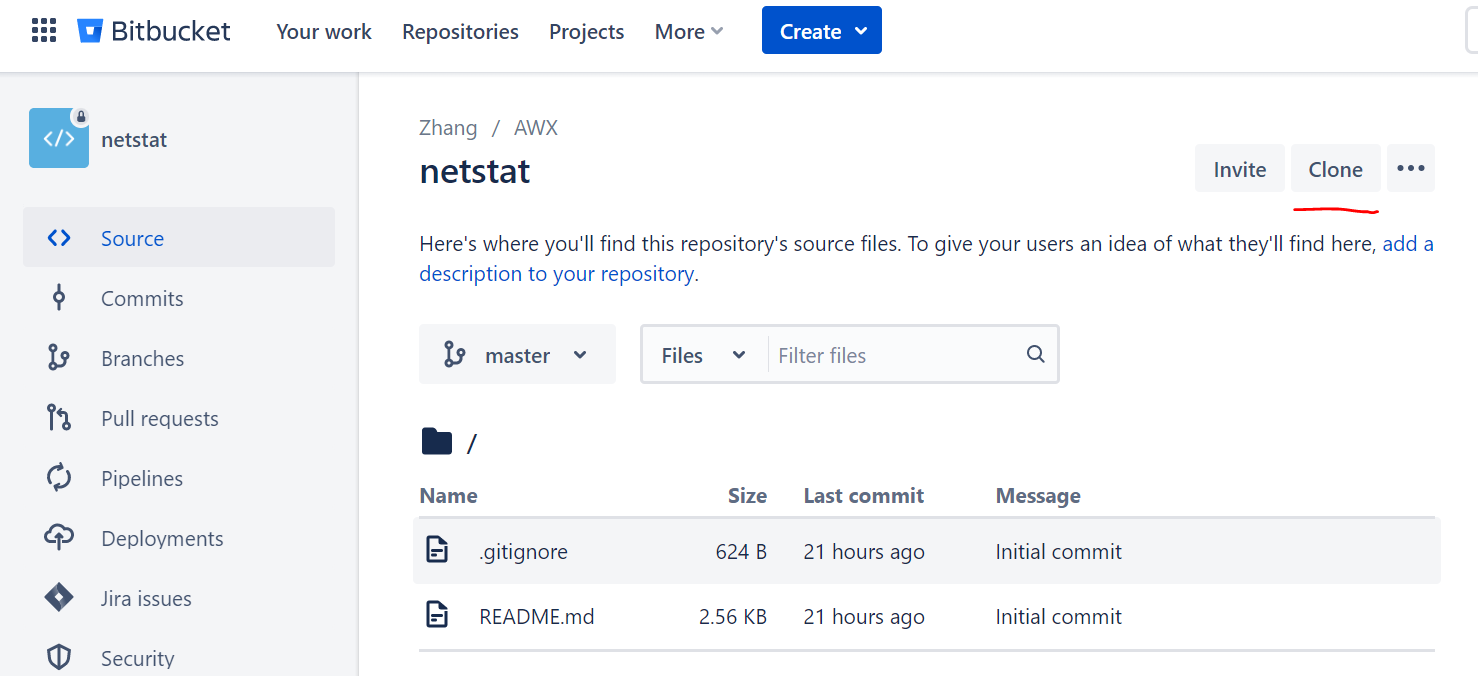 Bitbucket Your work Repositories Projects More Create
</> netstat
Zhang / AWX
netstat
Invite Clone •••
Source
Commits
Branches
Pull requests
Pipelines
Deployments
Jira issues
Security
Here's where you'll find this repository's source files. To give your users an idea of what they'll find here, add a
description to your repository.
master Files Filter files
/
Name Size Last commit Message
.gitignore 624 B 21 hours ago Initial commit
README.md 2.56 KB 21 hours ago Initial commit